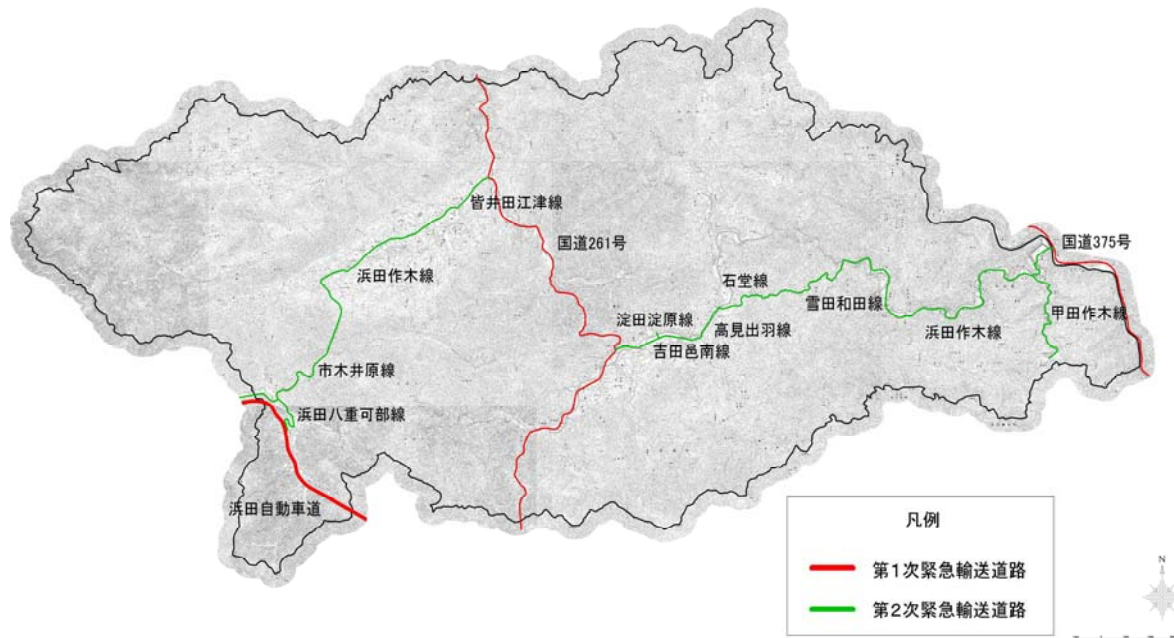 皆井田江津線
国道261号
国道375号
浜田作木線
石堂線
雪田和田線
甲田作木線
淀田淀原線
高見出羽線
浜田作木線
吉田邑南線
市木井原線
浜田八重可部線
浜田自動車道
凡例
第1次緊急輸送道路
第2次緊急輸送道路
N